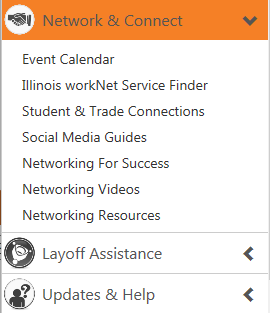 Network & Connect
Event Calendar
Illinois workNet Service Finder
Student & Trade Connections
Social Media Guides
Networking For Success
Networking Videos
Networking Resources
Layoff Assistance
Updates & Help